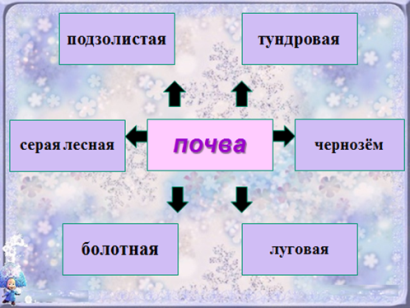 подзолистая
тундровая
серая лесная
почва
чернозём
болотная
луговая